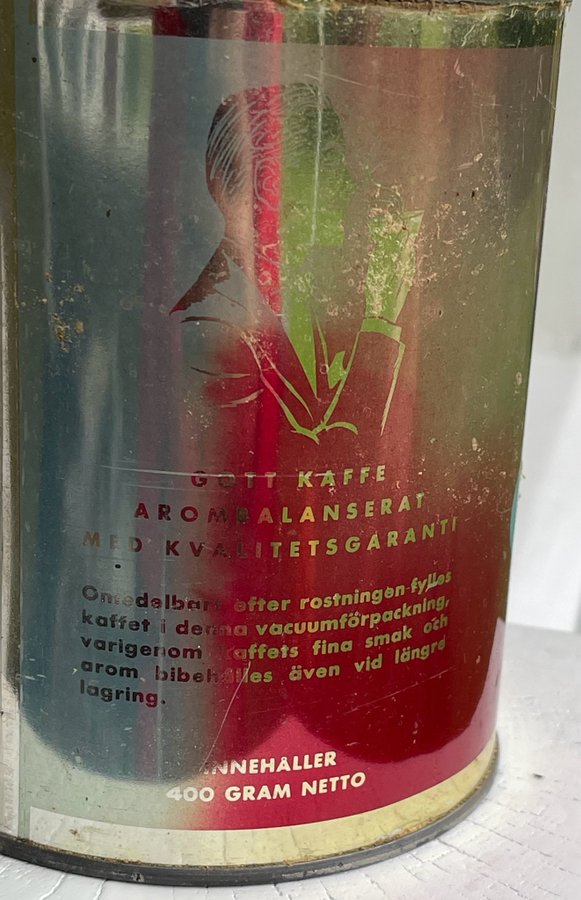 GOTT KAFFE
AROMBALANSERAT
MED KVALITETSGARANTI
Omedelbart efter rostningen fylles
kaffet i denna vacuumförpackning,
varigenom kaffets fina smak och
arom bibehålles även vid längre
lagring.
INNEHÅLLER
400 GRAM NETTO